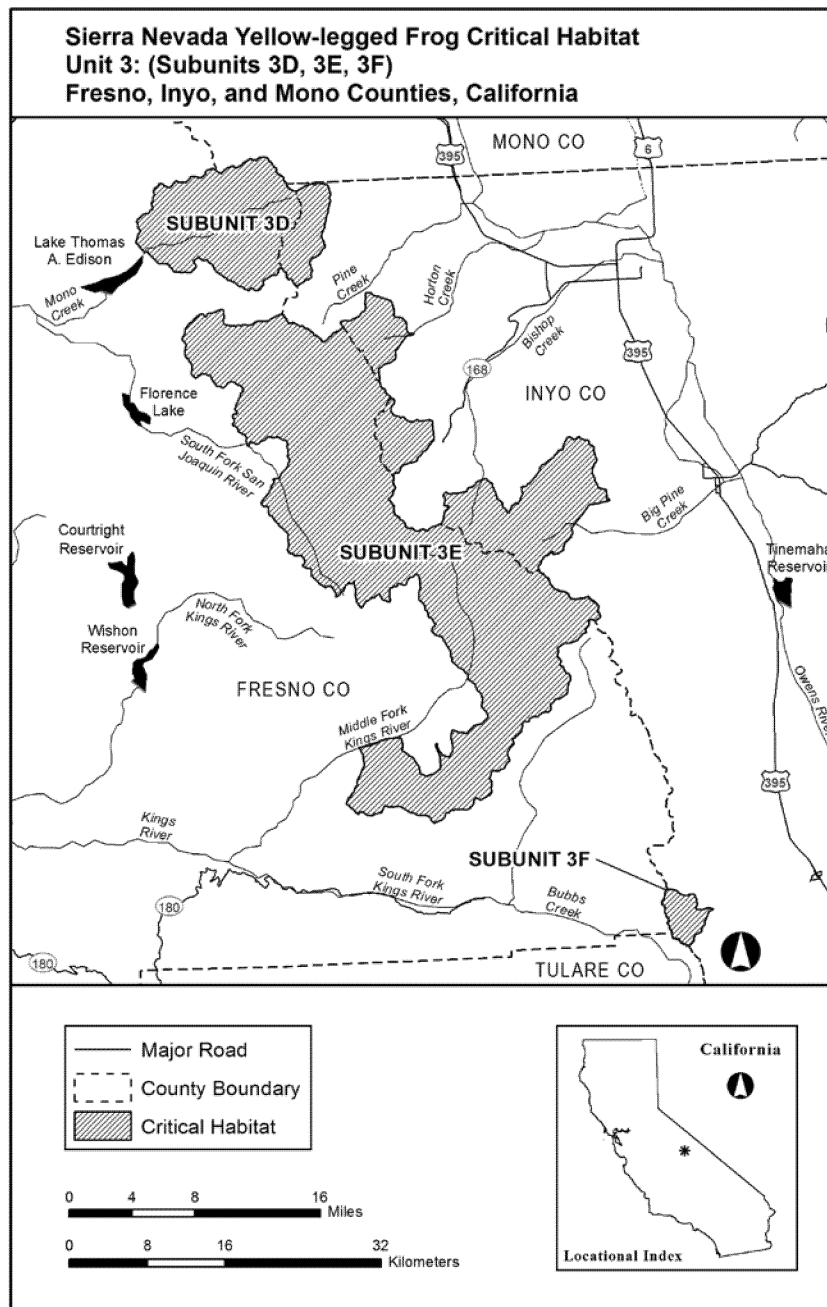 Sierra Nevada Yellow-legged Frog Critical Habitat
Unit 3: (Subunits 3D, 3E, 3F)
Fresno, Inyo, and Mono Counties, California
395
MONO CO
6
SUBUNIT 3D
Lake Thomas
A. Edison
Mono
Creek
Pine
Creek
Horton
Creek
Bishop
Creek
395
168
Florence
Lake
INYO CO
South Fork San
Joaquin River
Big Pine
Creek
Courtright
Reservoir
SUBUNIT 3E
Tinemaha
Reservoir
North Fork
Kings River
Wishon
Reservoir
FRESNO CO
Owens River
Middle Fork
Kings River
395
Kings
River
SUBUNIT 3F
South Fork
Kings River
Bubbs
Creek
180
180
TULARE CO
Major Road
County Boundary
Critical Habitat
California
0 4 8 16
Miles
0 8 16 32
Kilometers
Locational Index